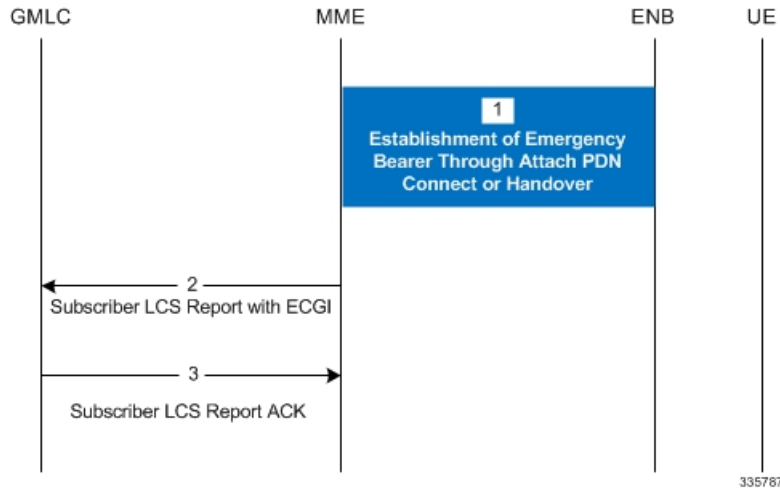 GMLC MME ENB UE
1
Establishment of Emergency
Bearer Through Attach PDN
Connect or Handover
2
Subscriber LCS Report with ECGI
3
Subscriber LCS Report ACK